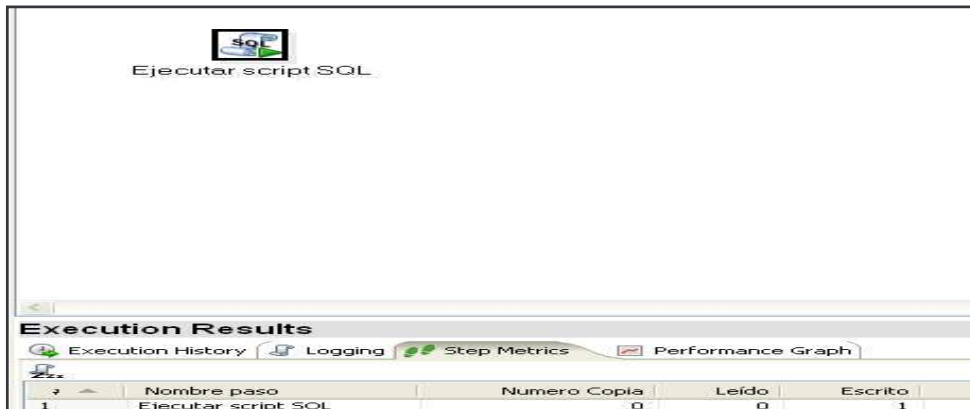 SQL
Ejecutar script SQL
Execution Results
Execution History Logging Step Metrics Performance Graph
Nombre paso Numero Copia Leído Escrito
1 Ejecutar script SQL 0 0 1